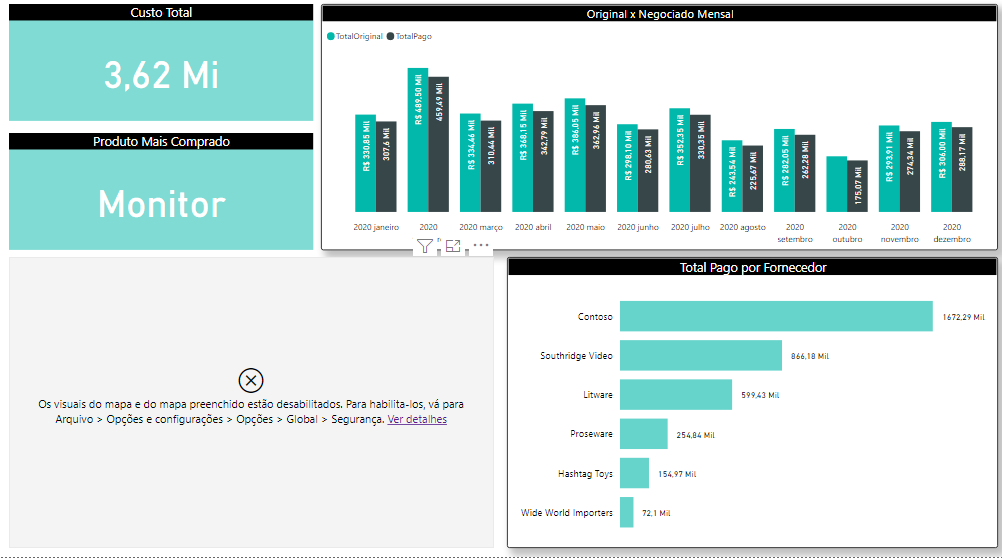 Custo Total
3,62 Mi
Produto Mais Comprado
Monitor
Original x Negociado Mensal
TotalOriginal TotalPago
R$ 330,85 Mil
307,6 Mil
R$ 489,50 Mil
459,49 Mil
R$ 334,46 Mil
310,44 Mil
R$ 368,15 Mil
342,79 Mil
R$ 386,05 Mil
362,96 Mil
R$ 298,10 Mil
280,63 Mil
R$ 352,35 Mil
330,35 Mil
R$ 243,54 Mil
225,67 Mil
R$ 282,05 Mil
262,28 Mil
175,07 Mil
R$ 293,91 Mil
274,34 Mil
R$ 306,00 Mil
288,17 Mil
2020 janeiro
2020
2020 março
2020 abril
2020 maio
2020 junho
2020 julho
2020 agosto
2020
setembro
2020
outubro
2020
novembro
2020
dezembro
Os visuais do mapa e do mapa preenchido estão desabilitados. Para habilita-los, vá para
Arquivo > Opções e configurações > Opções > Global > Segurança. Ver detalhes
Total Pago por Fornecedor
Contoso 1672,29 Mil
Southridge Video 866,18 Mil
Litware 599,43 Mil
Proseware 254,84 Mil
Hashtag Toys 154,97 Mil
Wide World Importers 72,1 Mil